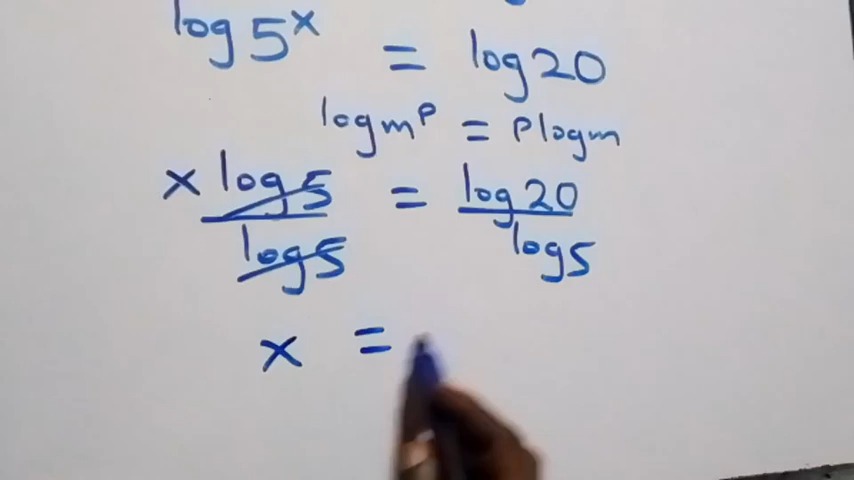 log 5^x = log 20
log m^p = p log m
x log 5 = log 20
log 5 log 5
x =